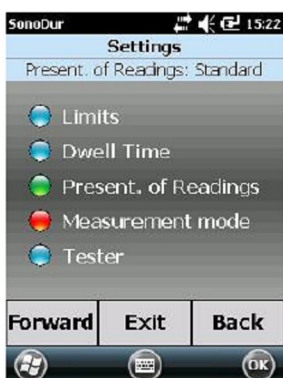 SonoDur 15:22
Settings
Present. of Readings: Standard
Limits
Dwell Time
Present. of Readings
Measurement mode
Tester
Forward Exit Back
OK